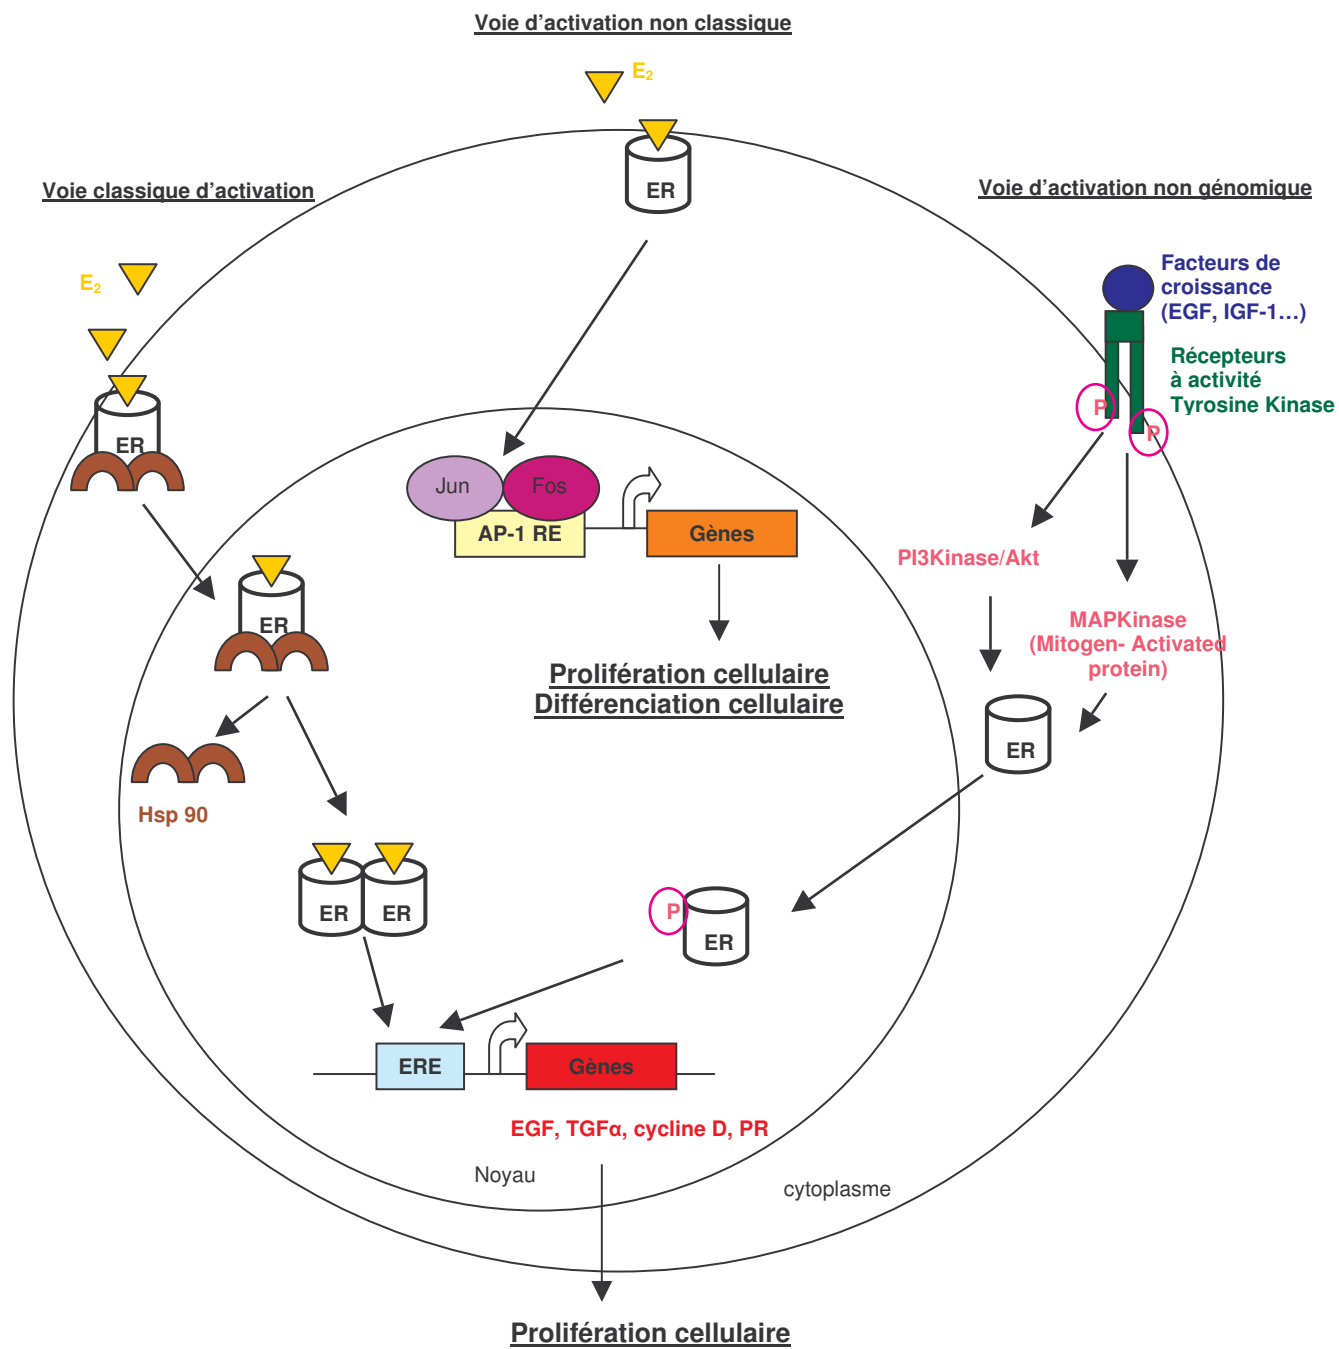 Voie d'activation non classique
E₂
ER
Voie classique d'activation
Voie d'activation non génomique
E₂
ER
Facteurs de
croissance
(EGF, IGF-1…)
Récepteurs
à activité
Tyrosine Kinase
P
P
Jun
Fos
AP-1 RE
Gènes
PI3Kinase/Akt
MAPKinase
(Mitogen- Activated
protein)
ER
Prolifération cellulaire
Différenciation cellulaire
ER
Hsp 90
ER
ER
P
ER
ERE
Gènes
EGF, TGFα, cycline D, PR
Noyau
cytoplasme
Prolifération cellulaire